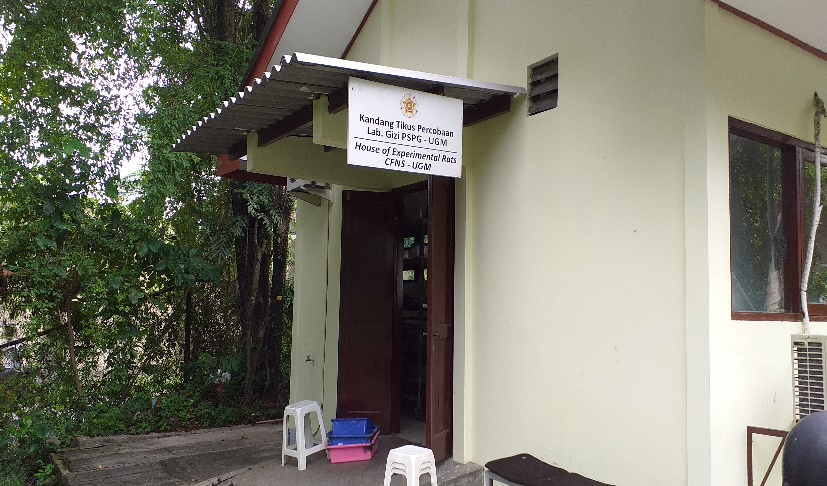 Kandang Tikus Percobaan
Lab. Gizi PSPG - UGM
House of Experimental Rats
CFNS - UGM